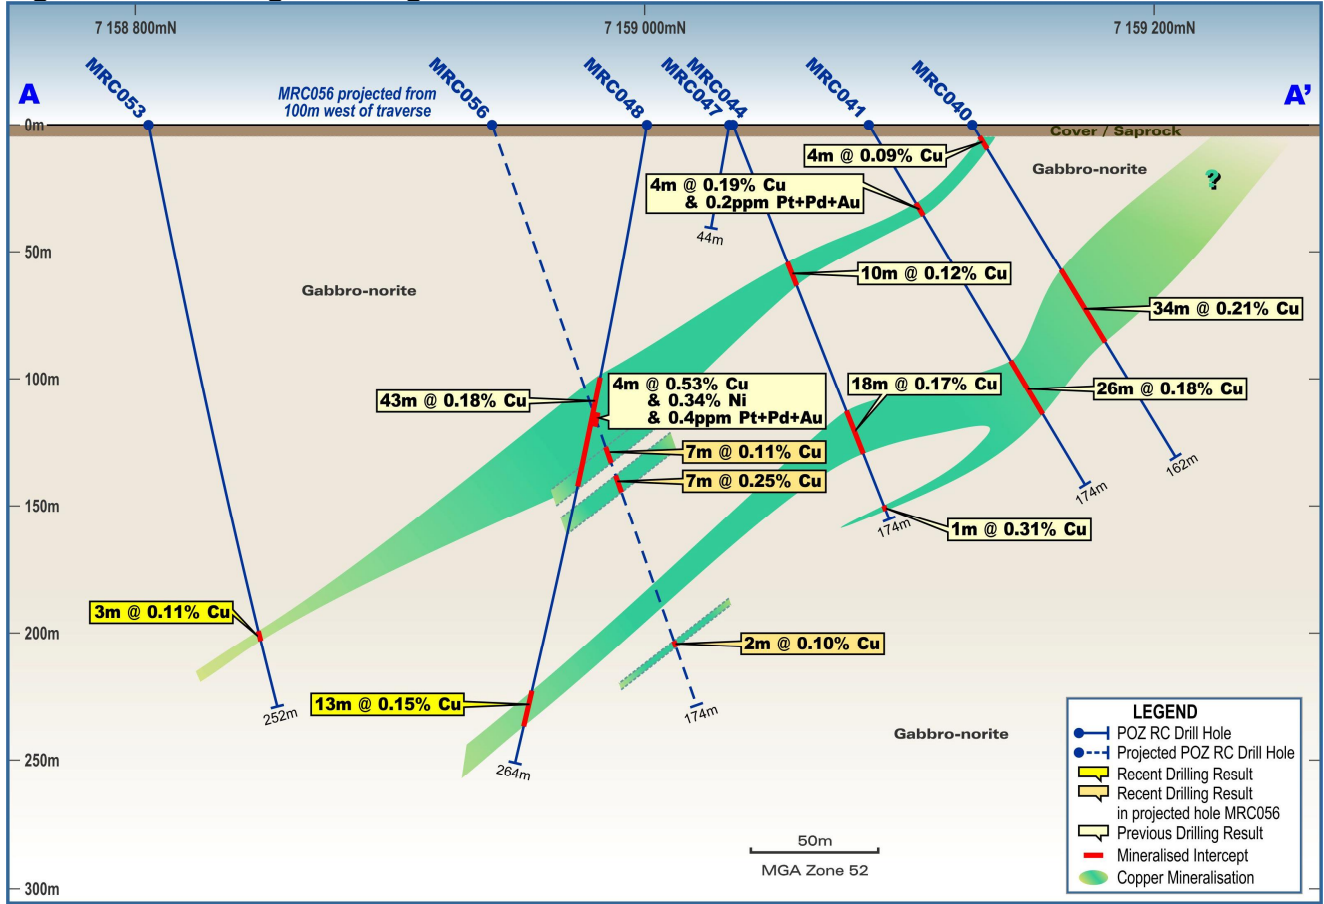 7 158 800mN
7 159 000mN
7 159 200mN
A
MRC053
MRC056 projected from
100m west of traverse
MRC056
MRC048
MRC047
MRC044
MRC041
MRC040
A'
0m
Cover / Saprock
4m @ 0.09% Cu
Gabbro-norite
4m @ 0.19% Cu
& 0.2ppm Pt+Pd+Au
?
44m
50m
10m @ 0.12% Cu
Gabbro-norite
34m @ 0.21% Cu
100m
4m @ 0.53% Cu
& 0.34% Ni
& 0.4ppm Pt+Pd+Au
18m @ 0.17% Cu
26m @ 0.18% Cu
43m @ 0.18% Cu
7m @ 0.11% Cu
162m
7m @ 0.25% Cu
174m
150m
174m
1m @ 0.31% Cu
3m @ 0.11% Cu
200m
2m @ 0.10% Cu
13m @ 0.15% Cu
252m
174m
Gabbro-norite
250m
264m
LEGEND
POZ RC Drill Hole
Projected POZ RC Drill Hole
Recent Drilling Result
Recent Drilling Result
in projected hole MRC056
Previous Drilling Result
Mineralised Intercept
Copper Mineralisation
50m
MGA Zone 52
300m